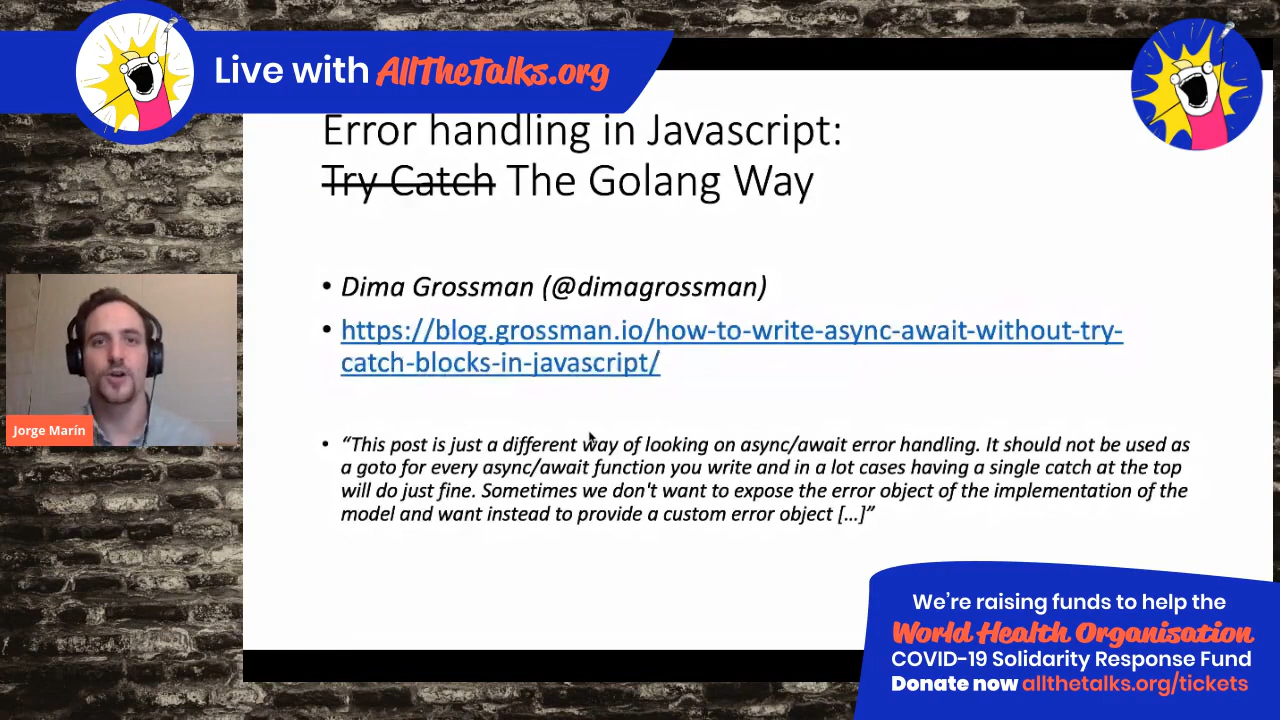 Live with AllTheTalks.org
Error handling in Javascript:
Try Catch The Golang Way
• Dima Grossman (@dimagrossman)
• https://blog.grossman.io/how-to-write-async-await-without-try-
catch-blocks-in-javascript/
Jorge Marín
• “This post is just a different way of looking on async/await error handling. It should not be used as
a goto for every async/await function you write and in a lot cases having a single catch at the top
will do just fine. Sometimes we don't want to expose the error object of the implementation of the
model and want instead to provide a custom error object [...]”
We’re raising funds to help the
World Health Organisation
COVID-19 Solidarity Response Fund
Donate now allthetalks.org/tickets